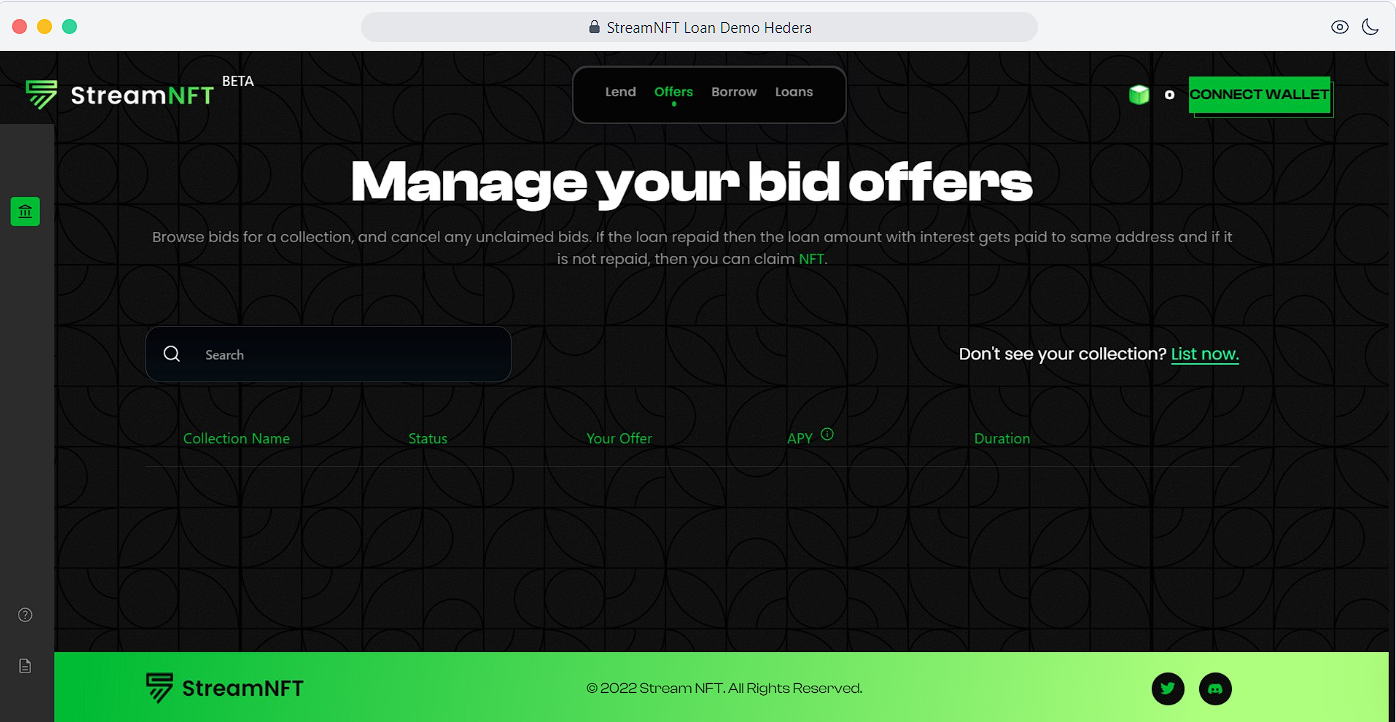 StreamNFT Loan Demo Hedera
StreamNFT BETA
Lend Offers Borrow Loans
0 CONNECT WALLET
Manage your bid offers
Browse bids for a collection, and cancel any unclaimed bids. If the loan repaid then the loan amount with interest gets paid to same address and if it
is not repaid, then you can claim NFT.
Search
Don't see your collection? List now.
Collection Name Status Your Offer APY Duration
StreamNFT
© 2022 Stream NFT. All Rights Reserved.